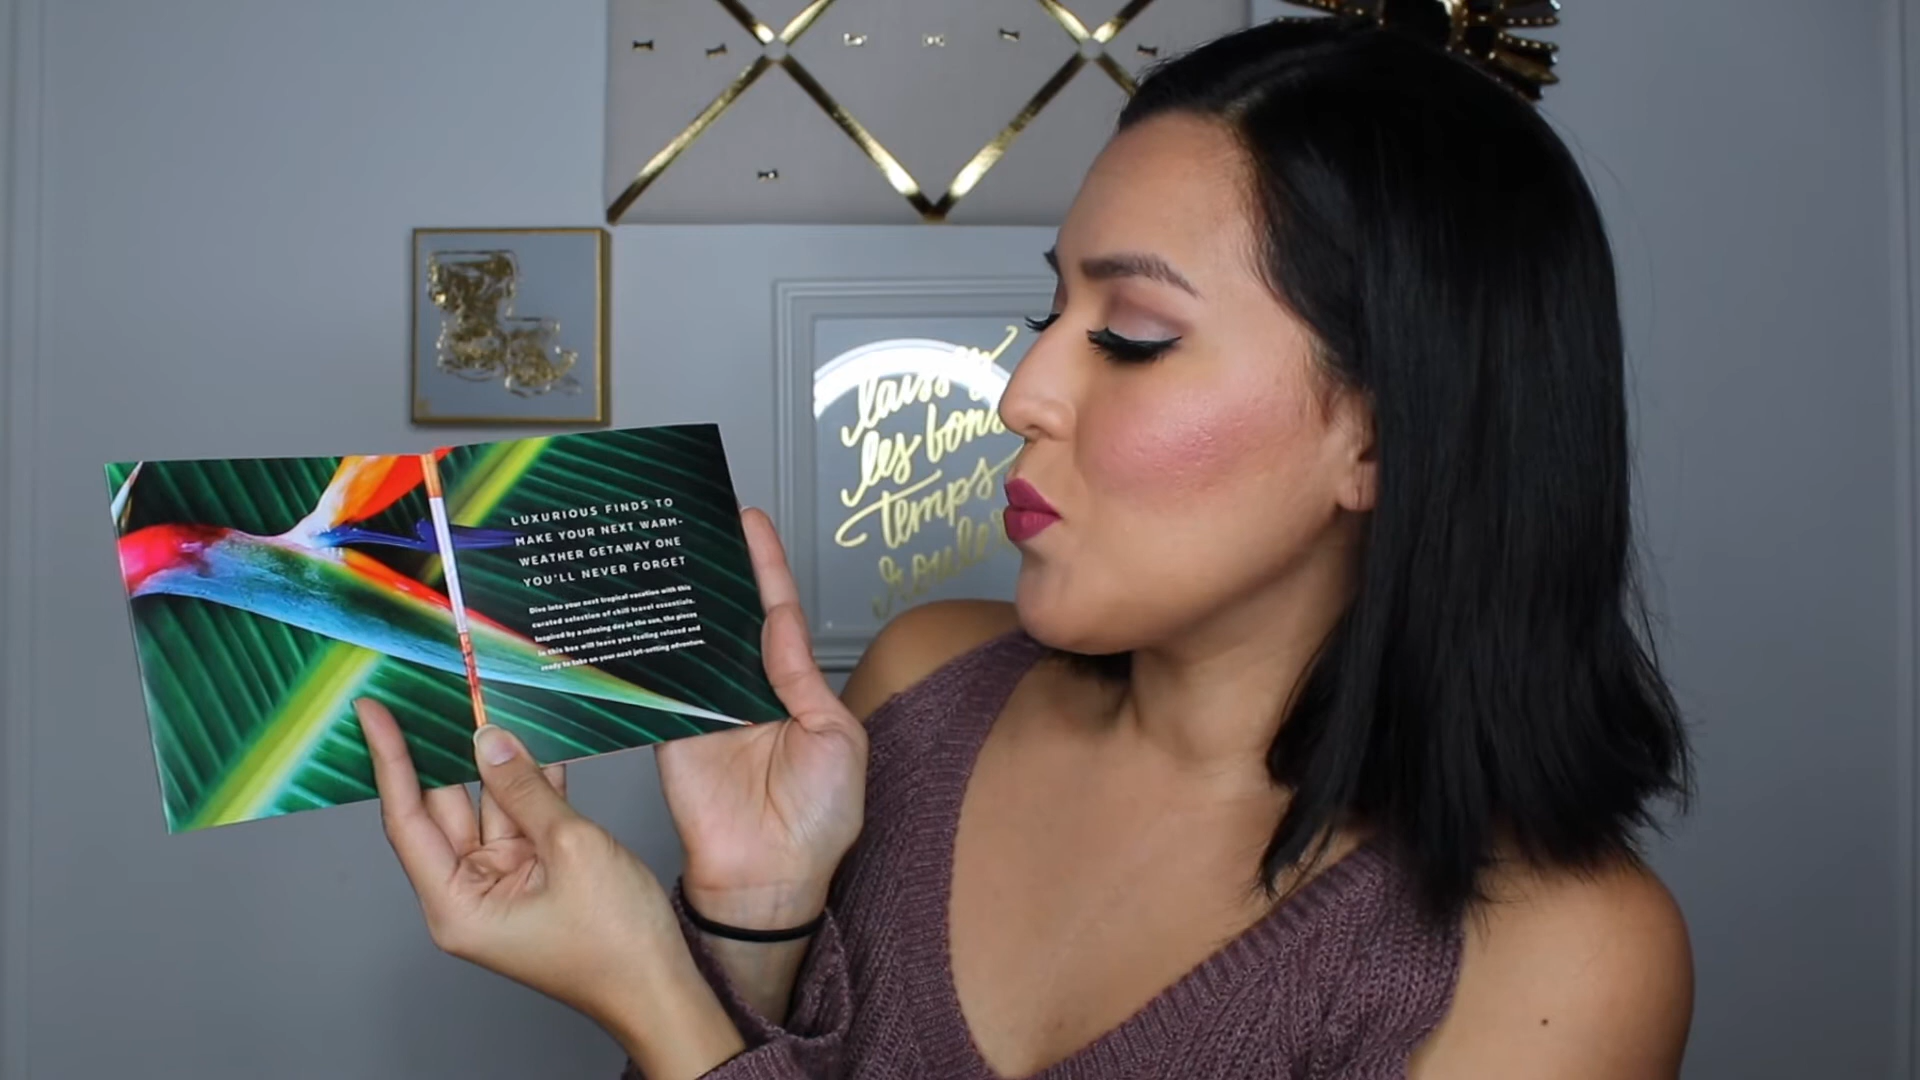 LUXURIOUS FINDS TO
MAKE YOUR NEXT WARM-
WEATHER GETAWAY ONE
YOU'LL NEVER FORGET
Dive into your next tropical vacation with this
curated selection of chill travel essentials.
Inspired by a relaxing day in the sun, the pieces
in this box will leave you feeling relaxed and
ready to take on your next jet-setting adventure.
laissez
les bons
temps
rouler